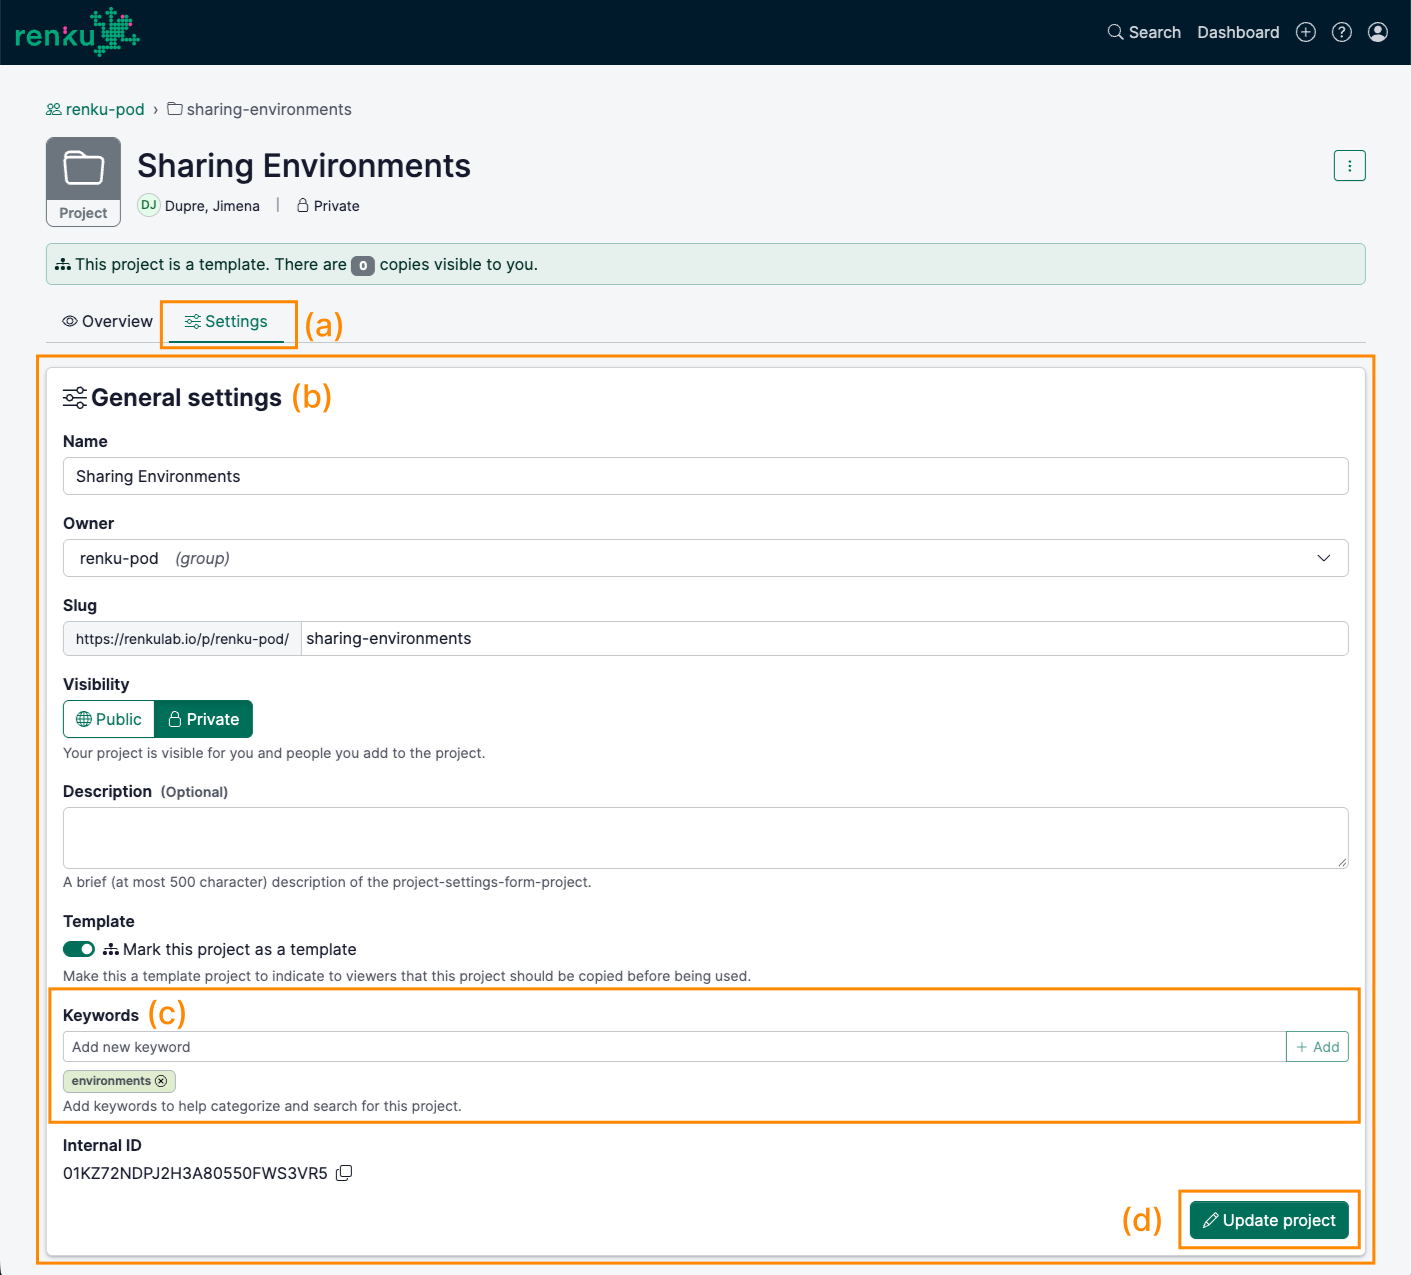 renku
Search Dashboard
renku-pod › sharing-environments
Sharing Environments
Project
DJ Dupre, Jimena | Private
This project is a template. There are 0 copies visible to you.
Overview Settings (a)
General settings (b)
Name
Sharing Environments
Owner
renku-pod (group)
Slug
https://renkulab.io/p/renku-pod/ sharing-environments
Visibility
Public Private
Your project is visible for you and people you add to the project.
Description (Optional)
A brief (at most 500 character) description of the project-settings-form-project.
Template
Mark this project as a template
Make this a template project to indicate to viewers that this project should be copied before being used.
Keywords (c)
Add new keyword + Add
environments
Add keywords to help categorize and search for this project.
Internal ID
01KZ72NDPJ2H3A80550FWS3VR5
(d) Update project